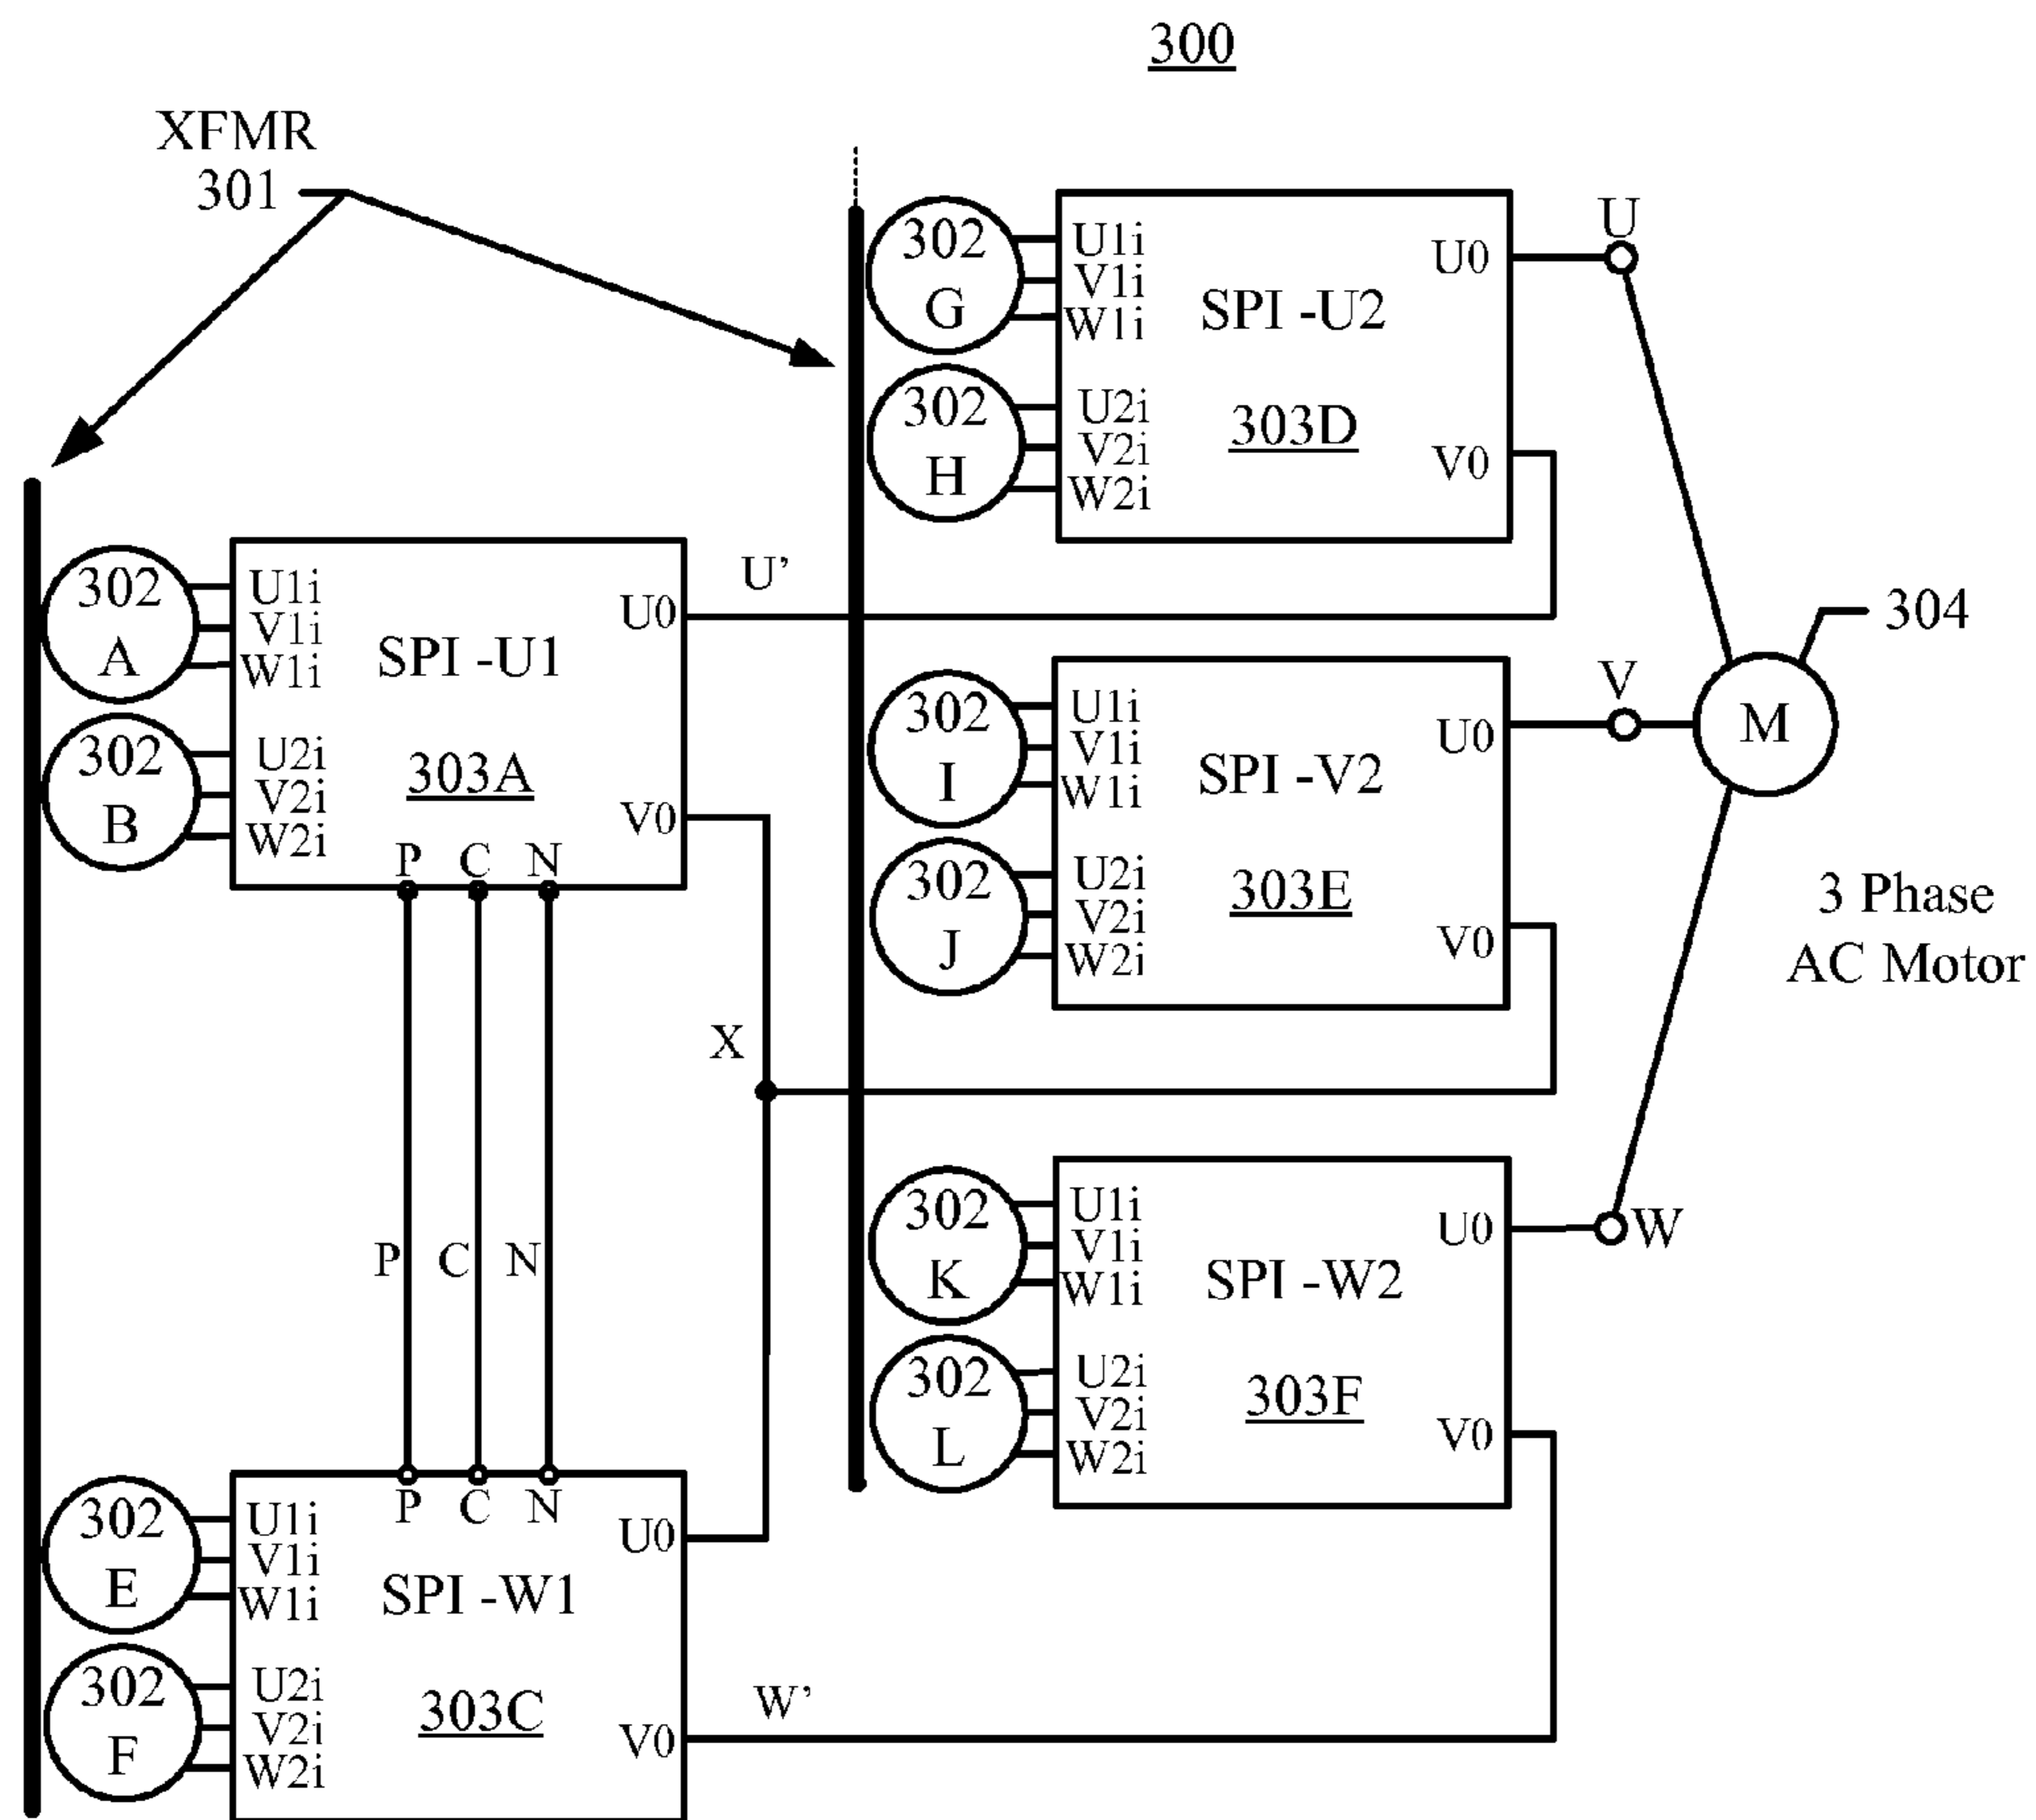 300
XFMR
301
302
G
U1i
V1i
W1i
SPI -U2
U0
U
302
H
U2i
V2i
W2i
303D
V0
302
A
U1i
V1i
W1i
SPI -U1
U0
U’
302
B
U2i
V2i
W2i
303A
V0
P C N
302
I
U1i
V1i
W1i
SPI -V2
U0
V
M
304
302
J
U2i
V2i
W2i
303E
V0
3 Phase
AC Motor
X
P C N
302
K
U1i
V1i
W1i
SPI -W2
U0
W
302
L
U2i
V2i
W2i
303F
V0
P C N
302
E
U1i
V1i
W1i
SPI -W1
U0
302
F
U2i
V2i
W2i
303C
V0
W’